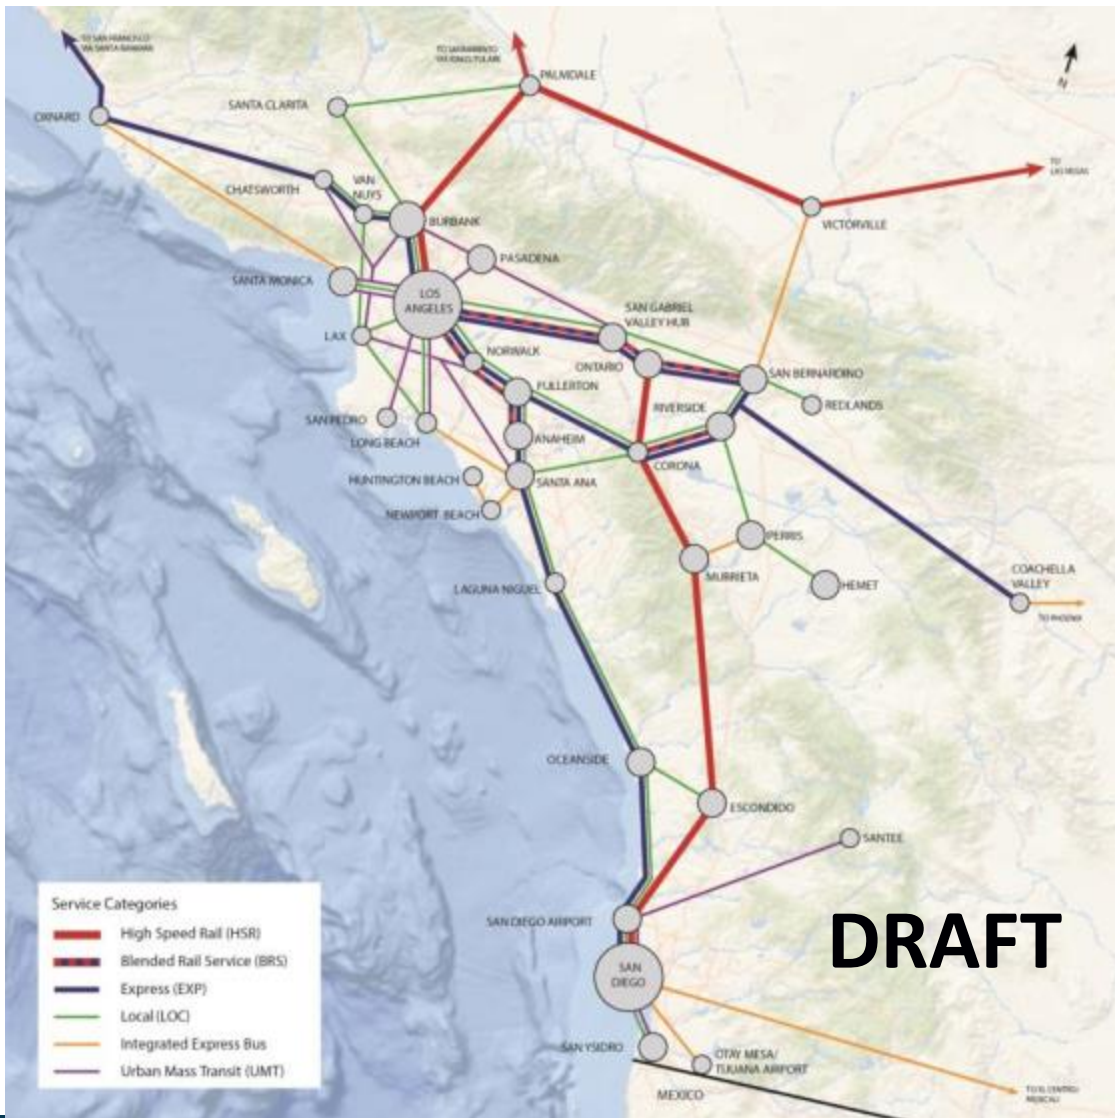 TO SAN FRANCISCO
VIA SANTA BARBARA
TO SACRAMENTO
VIA KINGS/TULARE
PALMDALE
N
SANTA CLARITA
OXNARD
TO
LAS VEGAS
CHATSWORTH
VAN
NUYS
BURBANK
VICTORVILLE
PASADENA
SANTA MONICA
LOS
ANGELES
SAN GABRIEL
VALLEY HUB
LAX
NORWALK
ONTARIO
SAN BERNARDINO
FULLERTON
RIVERSIDE
REDLANDS
SAN PEDRO
LONG BEACH
ANAHEIM
CORONA
HUNTINGTON BEACH
SANTA ANA
NEWPORT BEACH
PERRIS
MURRIETA
HEMET
COACHELLA
VALLEY
LAGUNA NIGUEL
TO PHOENIX
OCEANSIDE
ESCONDIDO
SANTEE
SAN DIEGO AIRPORT
DRAFT
SAN
DIEGO
SAN YSIDRO
OTAY MESA/
TIJUANA AIRPORT
MEXICO
TO EL CENTRO/
MEXICALI
Service Categories
High Speed Rail (HSR)
Blended Rail Service (BRS)
Express (EXP)
Local (LOC)
Integrated Express Bus
Urban Mass Transit (UMT)